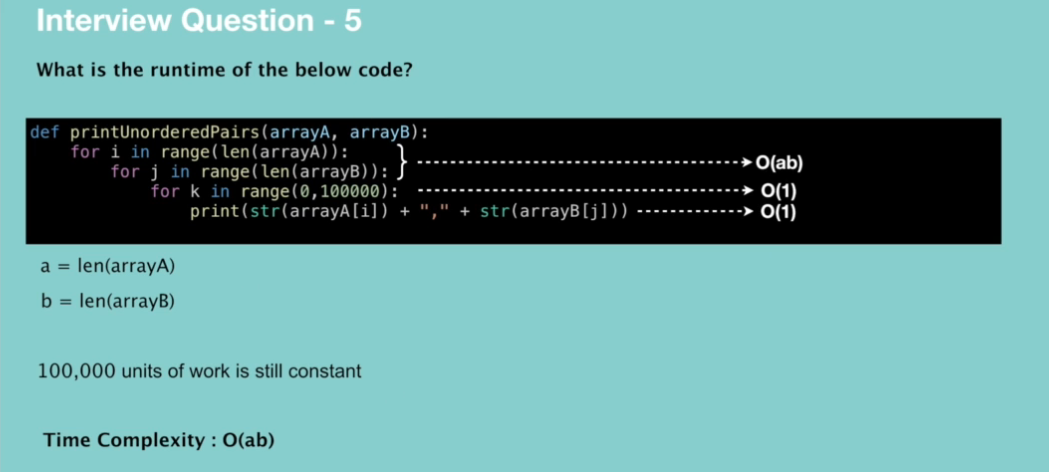 Interview Question - 5
What is the runtime of the below code?
def printUnorderedPairs(arrayA, arrayB):
    for i in range(len(arrayA)):
        for j in range(len(arrayB)): O(ab)
            for k in range(0,100000): O(1)
                print(str(arrayA[i]) + "," + str(arrayB[j])) O(1)
a = len(arrayA)
b = len(arrayB)
100,000 units of work is still constant
Time Complexity : O(ab)